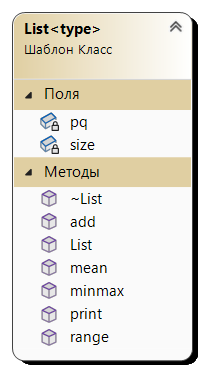 List<type>
Шаблон Класс
Поля
pq
size
Методы
~List
add
List
mean
minmax
print
range